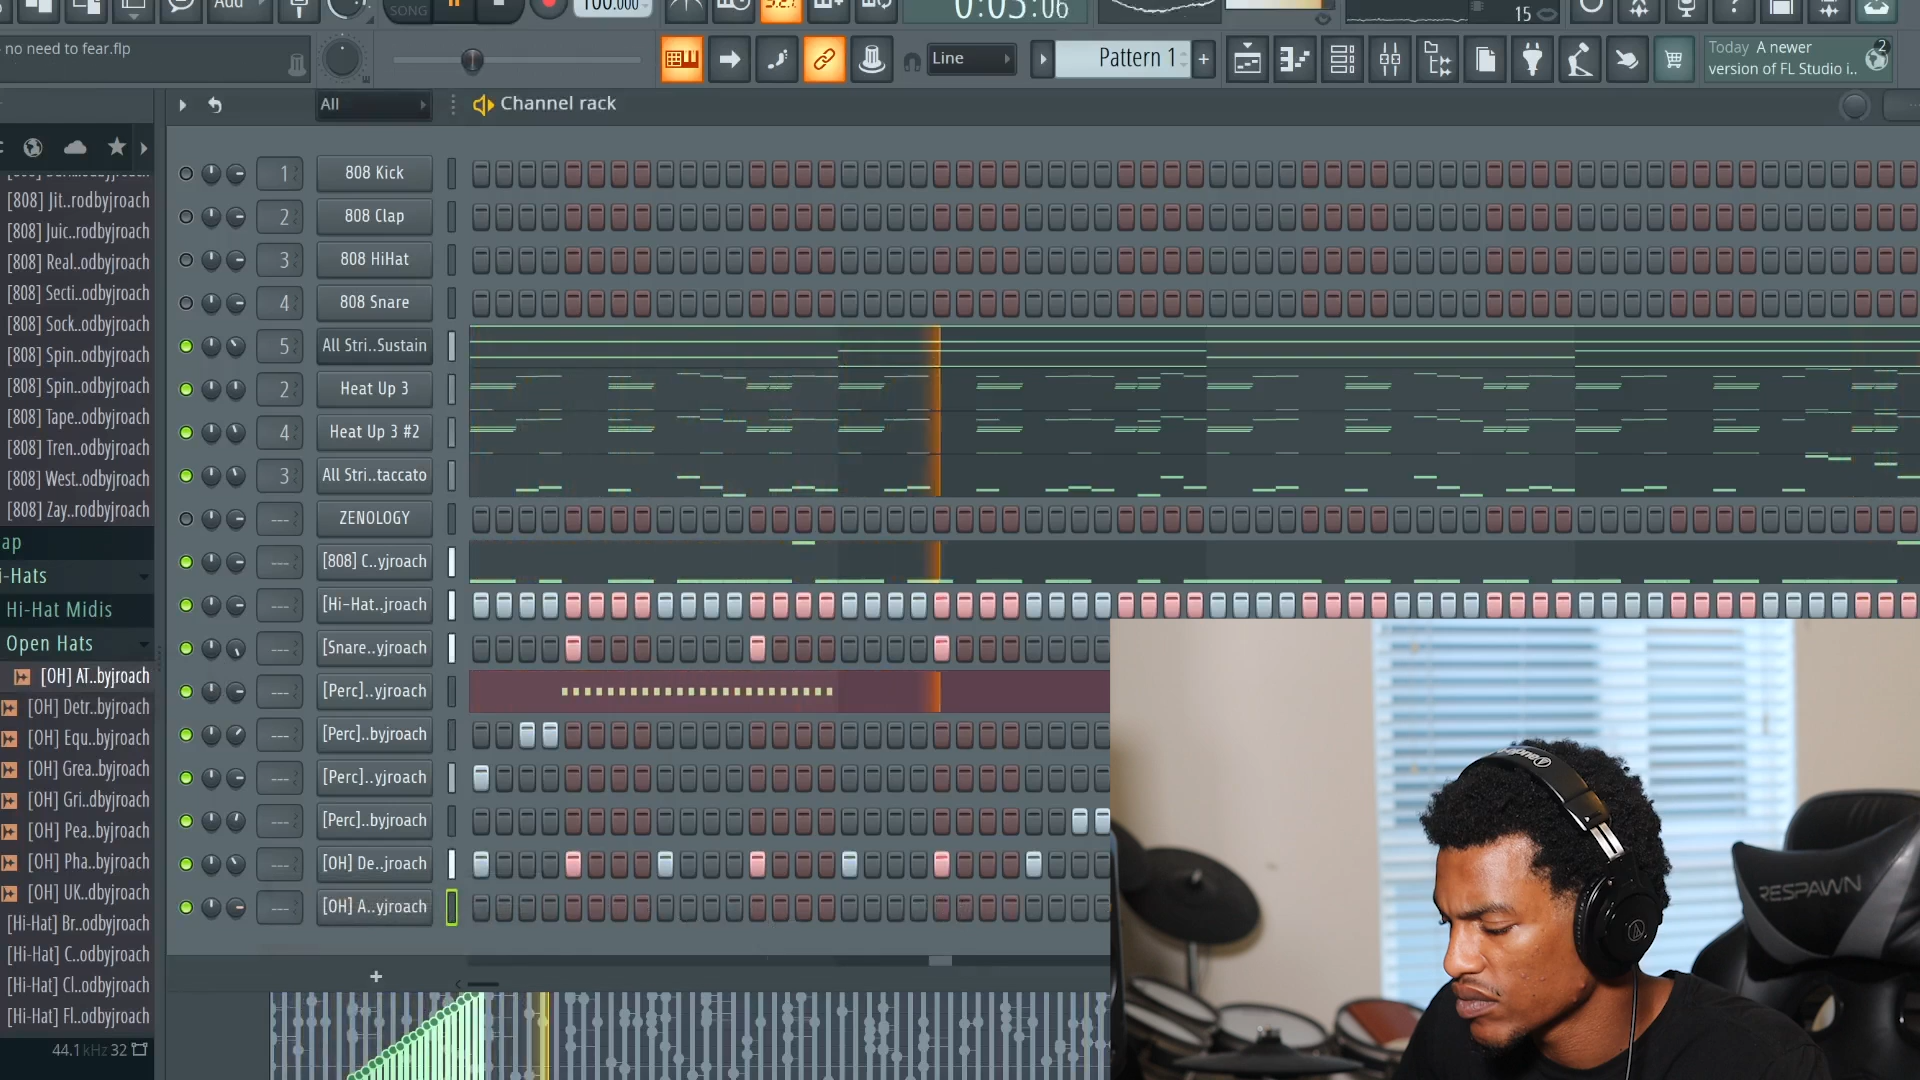 Add
SONG
100.000
3.2.1
0:03:06
15
no need to fear.flp
Line
Pattern 1
+
Today A newer
version of FL Studio i..
2
All
Channel rack
[808] Jit..rodbyjroach
[808] Juic..rodbyjroach
[808] Real..odbyjroach
[808] Secti..odbyjroach
[808] Sock..odbyjroach
[808] Spin..odbyjroach
[808] Spin..odbyjroach
[808] Tape..odbyjroach
[808] Tren..odbyjroach
[808] West..odbyjroach
[808] Zay..rodbyjroach
ap
i-Hats
Hi-Hat Midis
Open Hats
[OH] AT..byjroach
[OH] Detr..byjroach
[OH] Equ..byjroach
[OH] Grea..byjroach
[OH] Gri..dbyjroach
[OH] Pea..byjroach
[OH] Pha..byjroach
[OH] UK..dbyjroach
[Hi-Hat] Br..odbyjroach
[Hi-Hat] C..odbyjroach
[Hi-Hat] Cl..odbyjroach
[Hi-Hat] Fl..odbyjroach
44.1kHz 32
1 808 Kick
2 808 Clap
3 808 HiHat
4 808 Snare
5 All Stri..Sustain
2 Heat Up 3
4 Heat Up 3 #2
3 All Stri..taccato
--- ZENOLOGY
--- [808] C..yjroach
--- [Hi-Hat..jroach
--- [Snare..yjroach
--- [Perc]..yjroach
--- [Perc]..byjroach
--- [Perc]..yjroach
--- [Perc]..byjroach
--- [OH] De..jroach
--- [OH] A..yjroach
+
RESPAWN